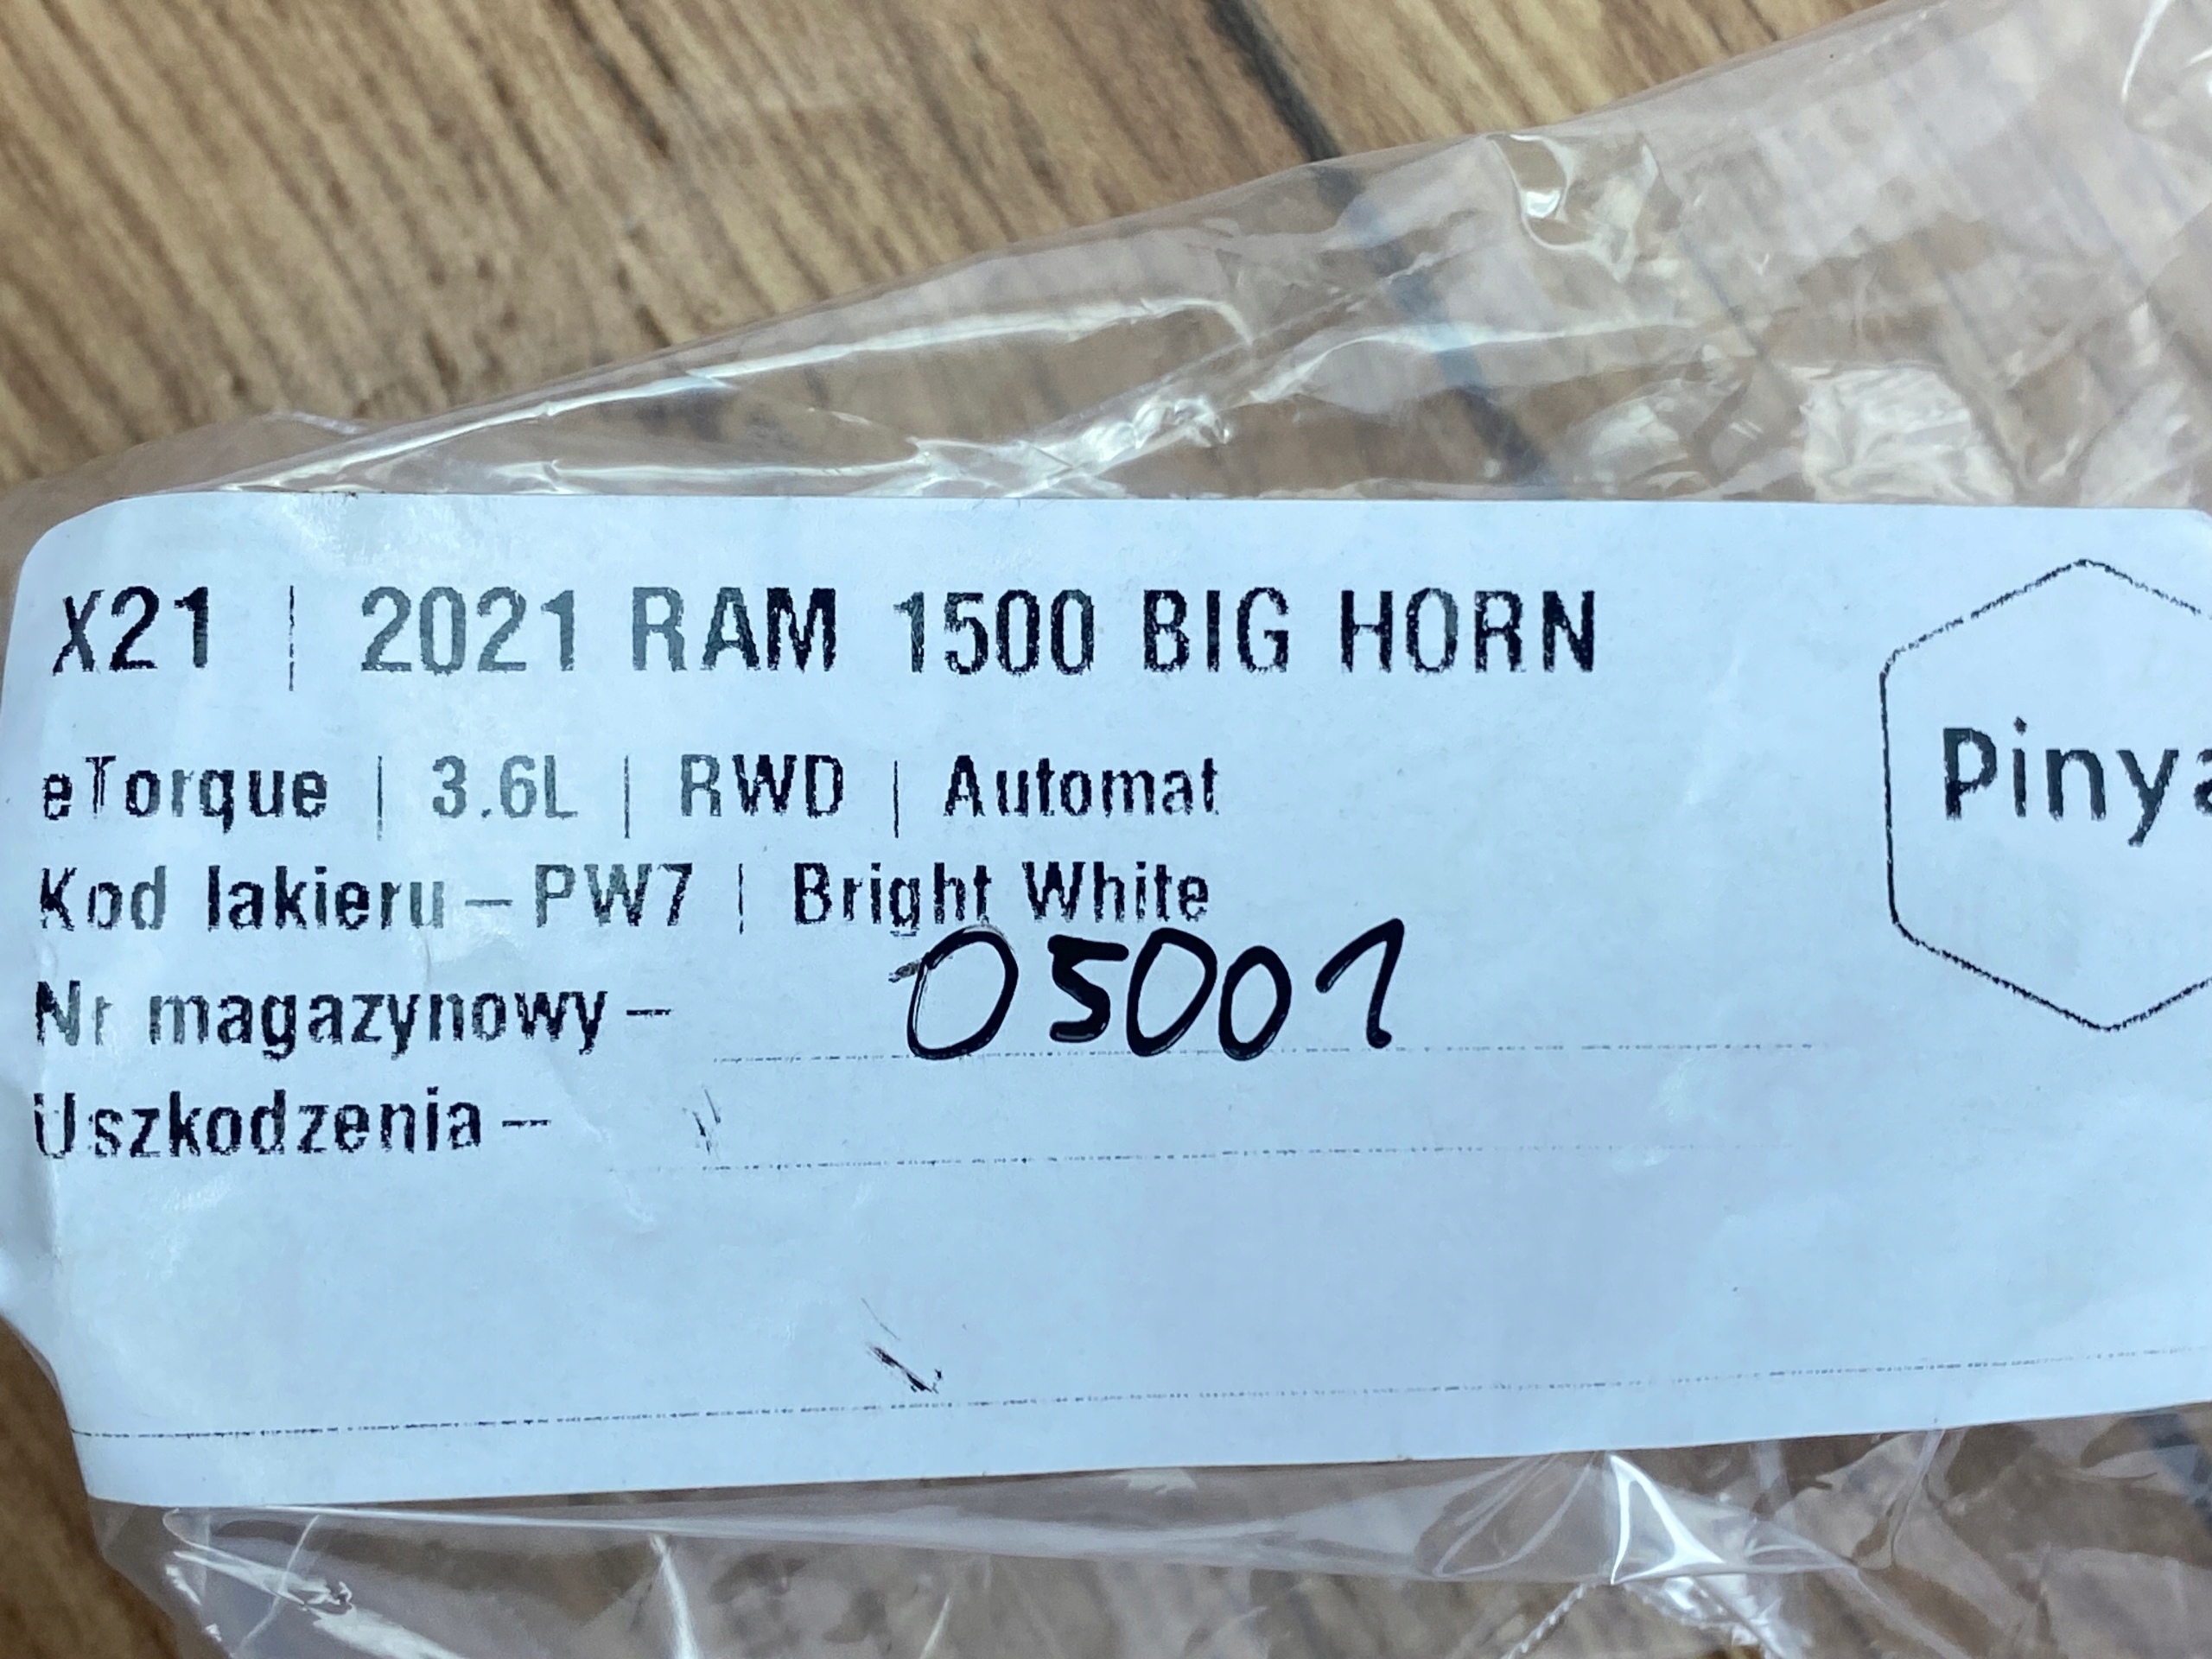 X21 | 2021 RAM 1500 BIG HORN
eTorque | 3.6L | RWD | Automat
Kod lakieru – PW7 | Bright White
Nr magazynowy – 05001
Uszkodzenia –